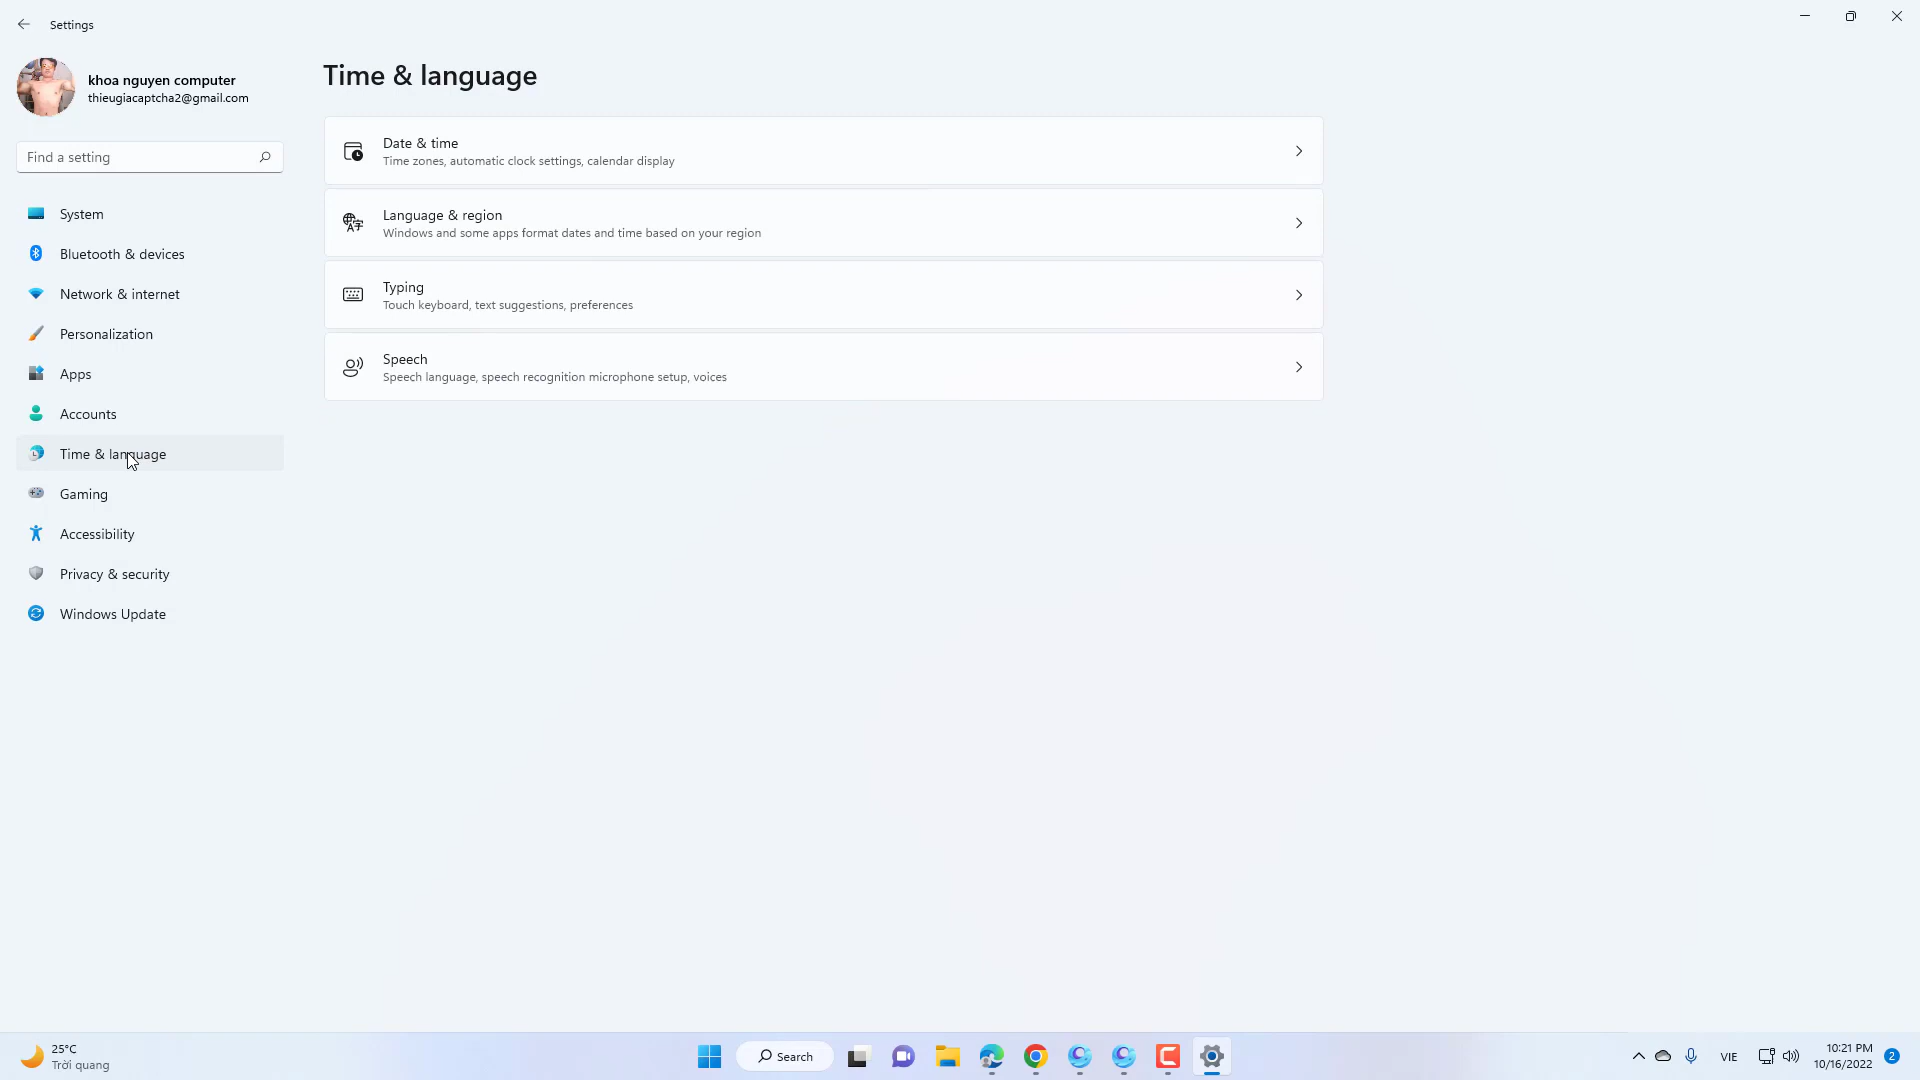 Settings
khoa nguyen computer
thieugiacaptcha2@gmail.com
Find a setting
System
Bluetooth & devices
Network & internet
Personalization
Apps
Accounts
Time & language
Gaming
Accessibility
Privacy & security
Windows Update
Time & language
Date & time
Time zones, automatic clock settings, calendar display
Language & region
Windows and some apps format dates and time based on your region
Typing
Touch keyboard, text suggestions, preferences
Speech
Speech language, speech recognition microphone setup, voices
25°C
Trời quang
Search
VIE
10:21 PM
10/16/2022
2